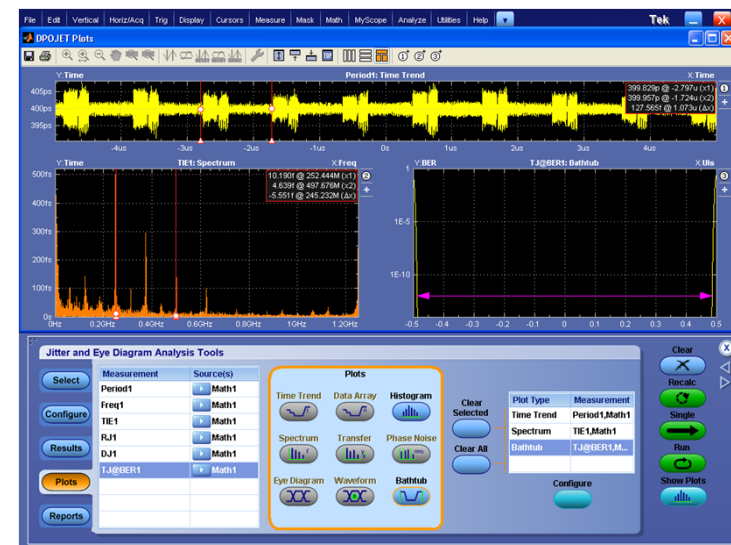 File Edit Vertical Horiz/Acq Trig Display Cursors Measure Mask Math MyScope Analyze Utilities Help Tek X
DPOJET Plots
Y:Time Period1: Time Trend X:Time
405ps
400ps
395ps
399.829p @ -2.797u (x1)
399.957p @ -1.724u (x2)
127.565f @ 1.073u (Δx)
1
-4us -3us -2us -1us 0s 1us 2us 3us 4us
Y:Time TIE1: Spectrum X:Freq
500fs
400fs
300fs
200fs
100fs
0s
10.190f @ 252.444M (x1)
4.639f @ 497.676M (x2)
-5.551f @ 245.232M (Δx)
2
0Hz 0.2GHz 0.4GHz 0.6GHz 0.8GHz 1GHz 1.2GHz
Y:BER TJ@BER1: Bathtub X:UIs
3
1
1E-5
1E-10
-0.5 -0.4 -0.3 -0.2 -0.1 0 0.1 0.2 0.3 0.4 0.5
Jitter and Eye Diagram Analysis Tools
Select
Configure
Results
Plots
Reports
Measurement Source(s)
Period1 Math1
Freq1 Math1
TIE1 Math1
RJ1 Math1
DJ1 Math1
TJ@BER1 Math1
Plots
Time Trend Data Array Histogram
Spectrum Transfer Phase Noise
Eye Diagram Waveform Bathtub
Clear Selected
Clear All
Plot Type Measurement
Time Trend Period1,Math1
Spectrum TIE1,Math1
Bathtub TJ@BER1,M...
Configure
Clear
Recalc
Single
Run
Show Plots